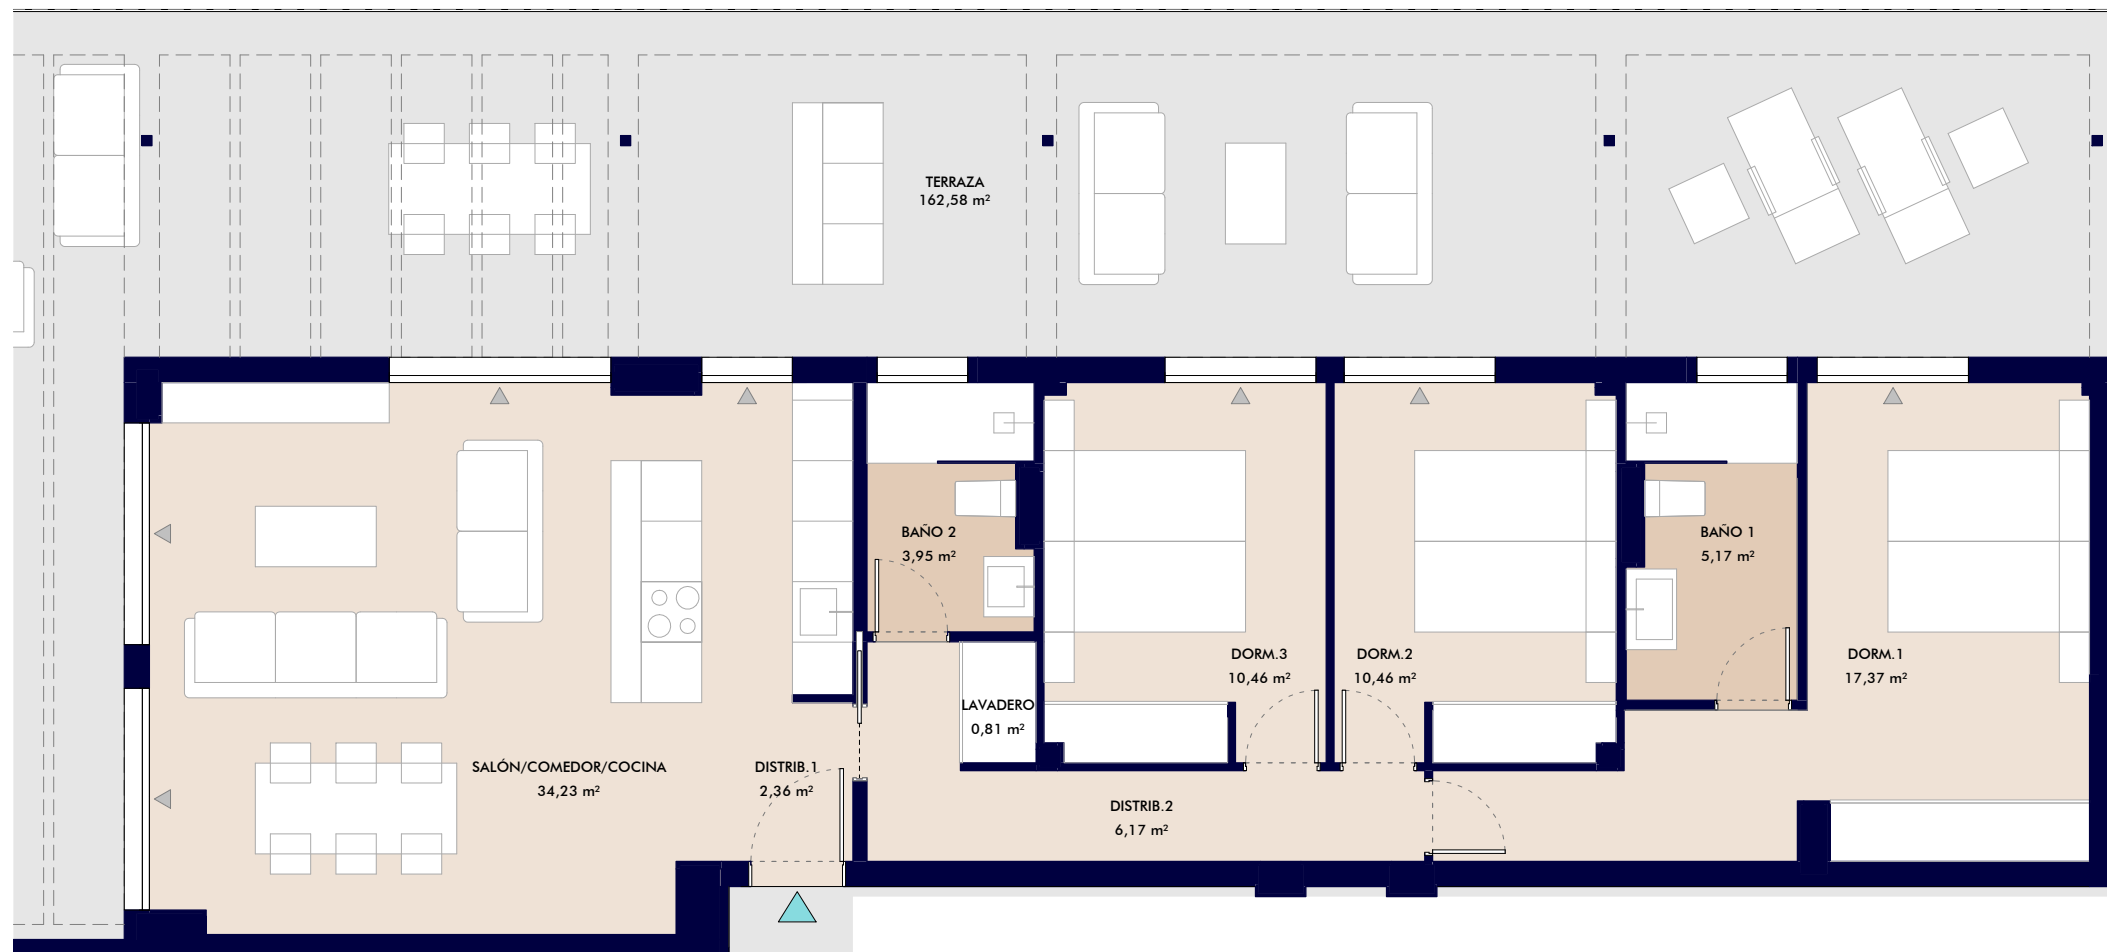 TERRAZA
162,58 m²
BAÑO 2
3,95 m²
BAÑO 1
5,17 m²
DORM.3
10,46 m²
DORM.2
10,46 m²
DORM.1
17,37 m²
LAVADERO
0,81 m²
SALÓN/COMEDOR/COCINA
34,23 m²
DISTRIB.1
2,36 m²
DISTRIB.2
6,17 m²